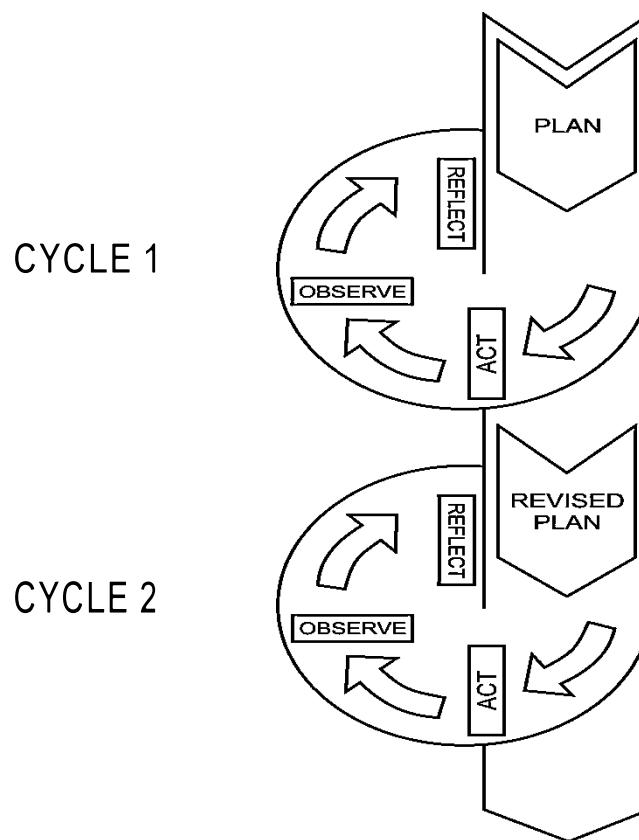 PLAN
REFLECT
CYCLE 1
OBSERVE
ACT
REVISED
PLAN
REFLECT
CYCLE 2
OBSERVE
ACT